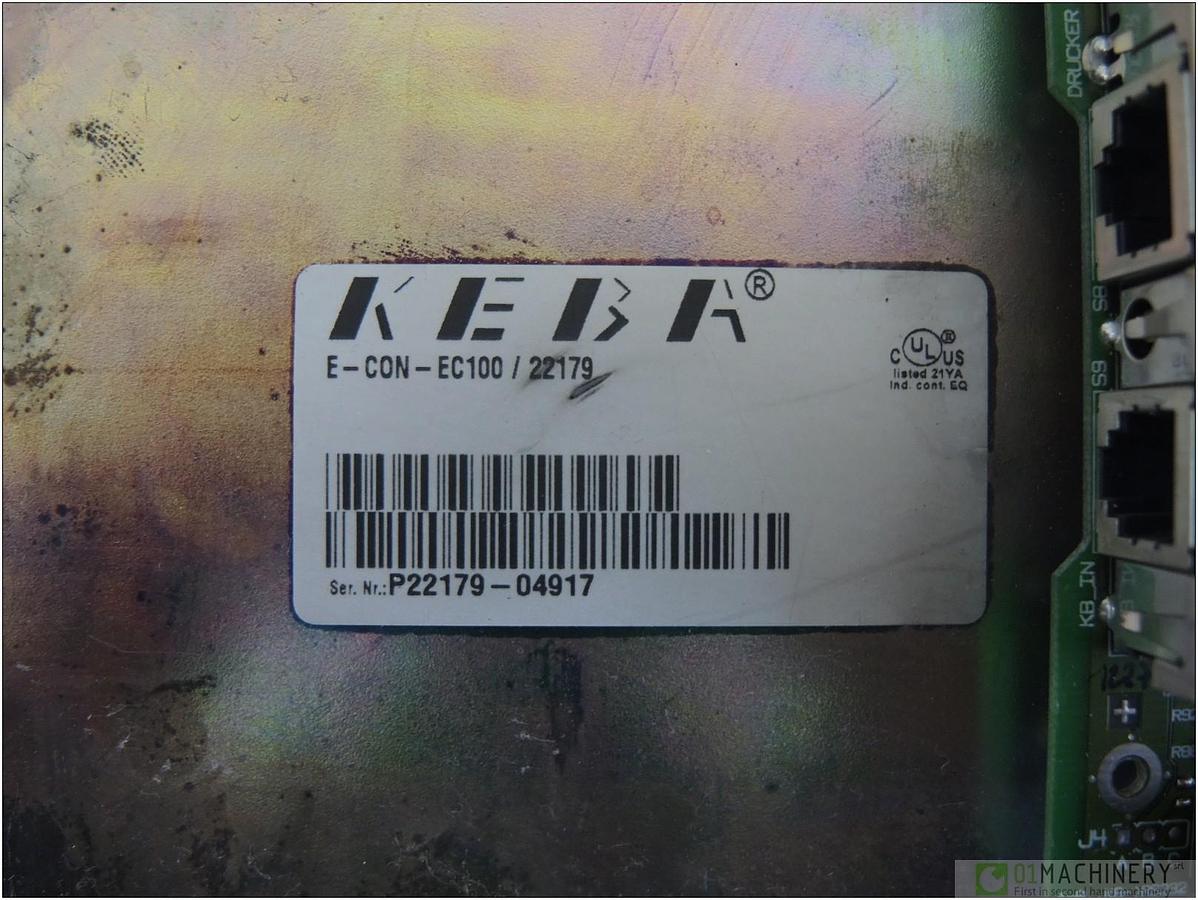 KEBA®
E-CON-EC100 / 22179
C UL® US
listed 21YA
Ind. cont. EQ
Ser. Nr.: P22179-04917
DRUCKER
S8
S9
KB_IN
J4
01MACHINERY srl
First in second hand machinery